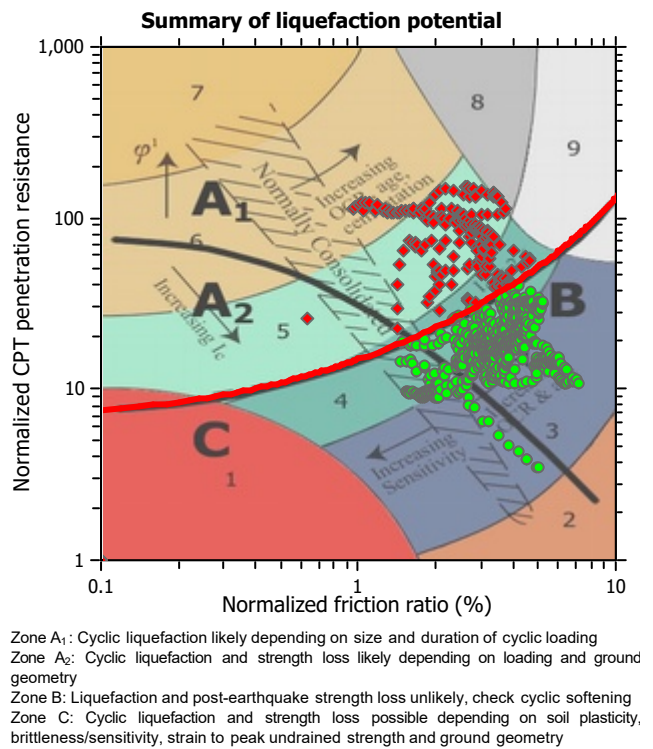 Summary of liquefaction potential
Normalized CPT penetration resistance
1,000
100
10
1
0.1
1
10
Normalized friction ratio (%)
7
8
9
φ'
A1
Normally Consolidated
Increasing
OCR, age,
cementation
6
A2
Increasing Ic
5
B
4
3
C
1
Increasing
Sensitivity
2
Zone A1: Cyclic liquefaction likely depending on size and duration of cyclic loading
Zone A2: Cyclic liquefaction and strength loss likely depending on loading and ground
geometry
Zone B: Liquefaction and post-earthquake strength loss unlikely, check cyclic softening
Zone C: Cyclic liquefaction and strength loss possible depending on soil plasticity,
brittleness/sensitivity, strain to peak undrained strength and ground geometry